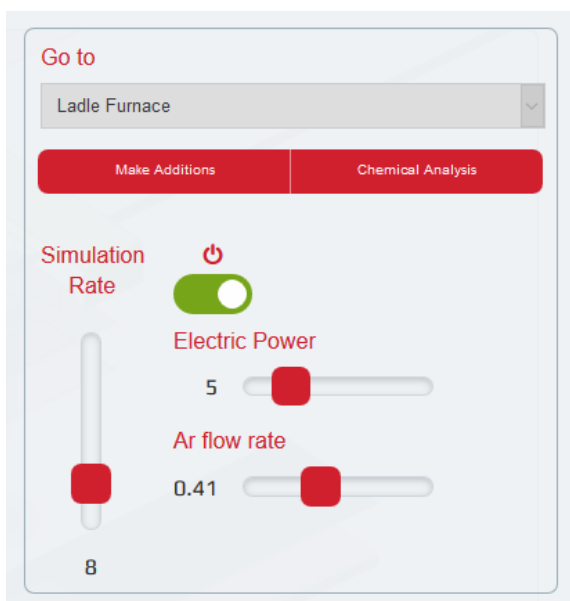 Go to
Ladle Furnace
Make Additions
Chemical Analysis
Simulation
Rate
Electric Power
5
Ar flow rate
0.41
8